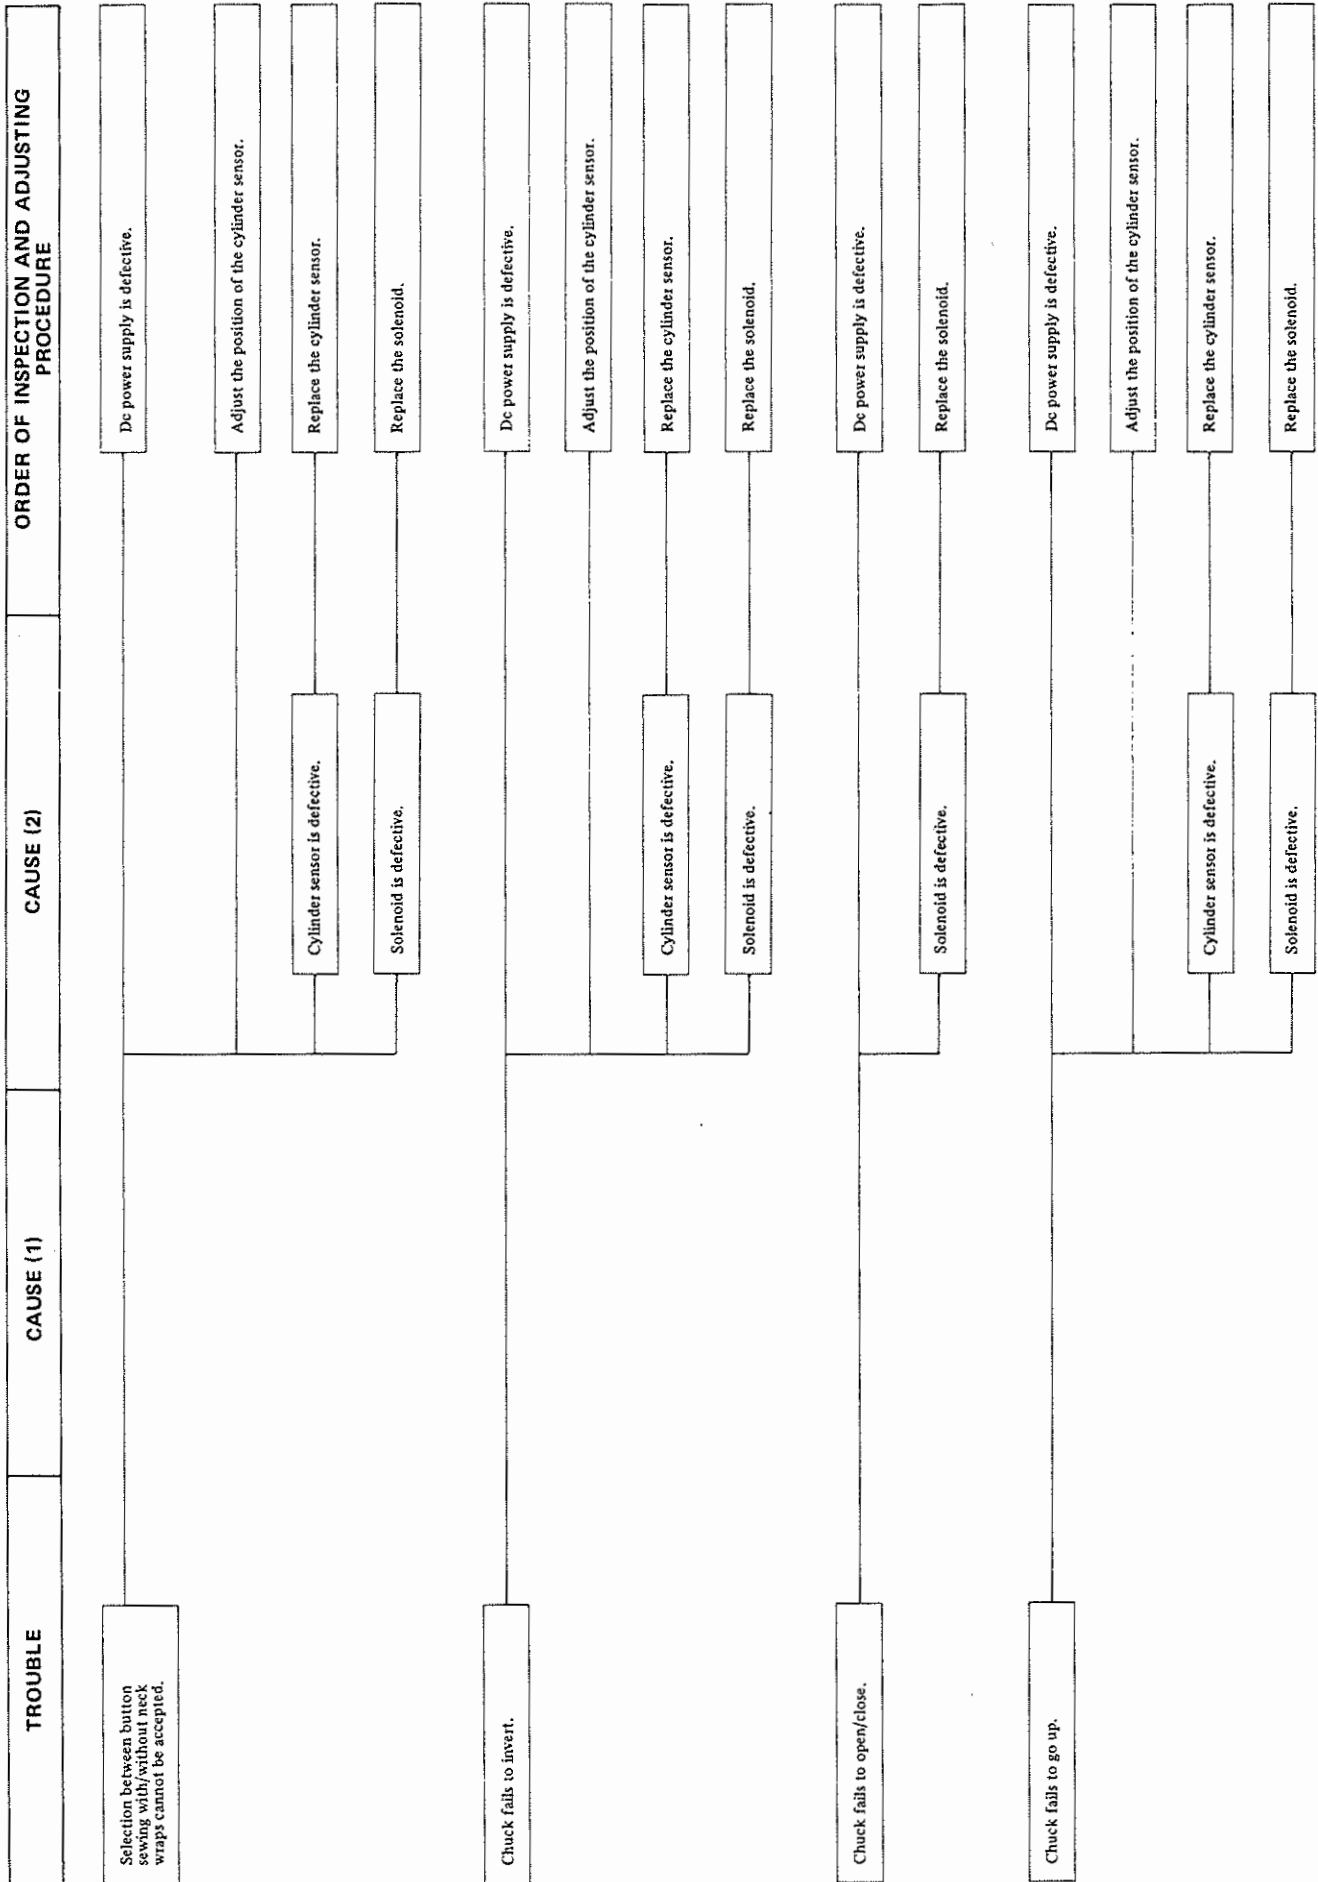 TROUBLE
CAUSE (1)
CAUSE (2)
ORDER OF INSPECTION AND ADJUSTING
PROCEDURE
Selection between button
sewing with/without neck
wraps cannot be accepted.
Dc power supply is defective.
Adjust the position of the cylinder sensor.
Cylinder sensor is defective.
Replace the cylinder sensor.
Solenoid is defective.
Replace the solenoid.
Chuck fails to invert.
Dc power supply is defective.
Adjust the position of the cylinder sensor.
Cylinder sensor is defective.
Replace the cylinder sensor.
Solenoid is defective.
Replace the solenoid.
Chuck fails to open/close.
Dc power supply is defective.
Solenoid is defective.
Replace the solenoid.
Chuck fails to go up.
Dc power supply is defective.
Adjust the position of the cylinder sensor.
Cylinder sensor is defective.
Replace the cylinder sensor.
Solenoid is defective.
Replace the solenoid.